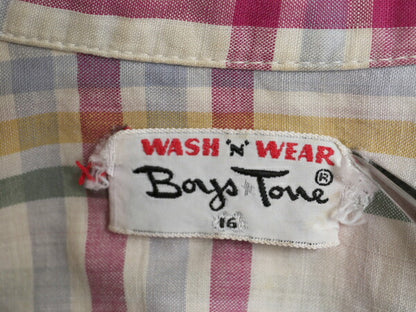 WASH 'N' WEAR
Boys Tone ®
16